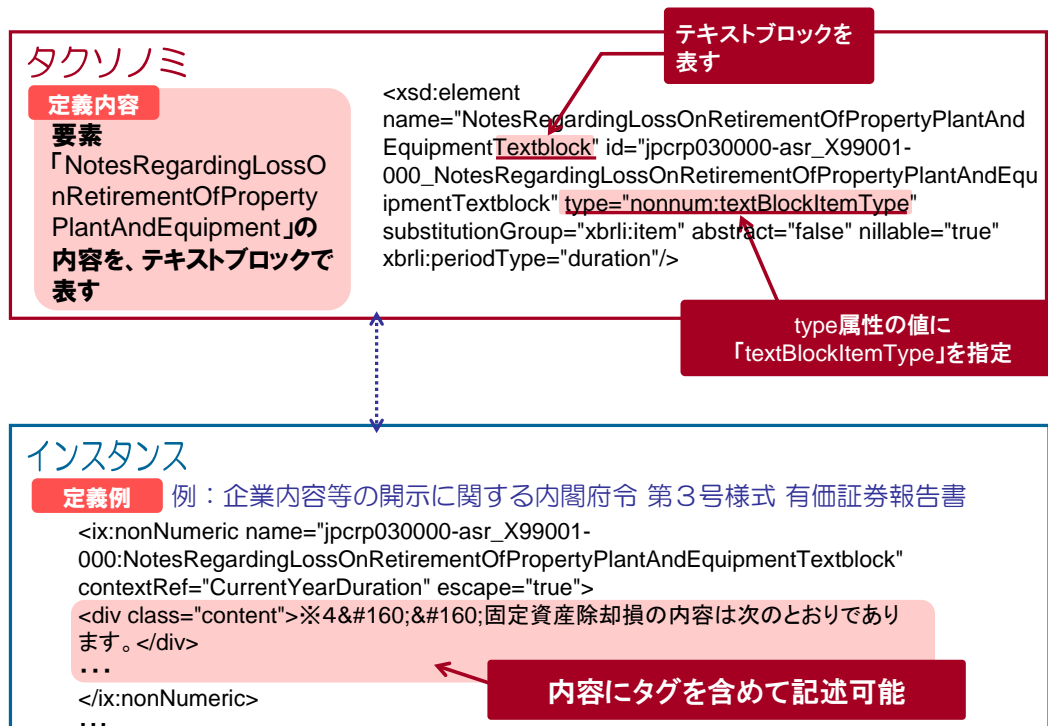 テキストブロックを
表す
タクソノミ
定義内容
要素
「NotesRegardingLossO
nRetirementOfProperty
PlantAndEquipment」の
内容を、テキストブロックで
表す
<xsd:element
name="NotesRegardingLossOnRetirementOfPropertyPlantAnd
EquipmentTextblock" id="jpcrp030000-asr_X99001-
000_NotesRegardingLossOnRetirementOfPropertyPlantAndEqu
ipmentTextblock" type="nonnum:textBlockItemType"
substitutionGroup="xbrli:item" abstract="false" nillable="true"
xbrli:periodType="duration"/>
type属性の値に
「textBlockItemType」を指定
インスタンス
定義例
例：企業内容等の開示に関する内閣府令 第３号様式 有価証券報告書
<ix:nonNumeric name="jpcrp030000-asr_X99001-
000:NotesRegardingLossOnRetirementOfPropertyPlantAndEquipmentTextblock"
contextRef="CurrentYearDuration" escape="true">
<div class="content">※４&#160;&#160;固定資産除却損の内容は次のとおりであり
ます。</div>
・・・
内容にタグを含めて記述可能
</ix:nonNumeric>
・・・